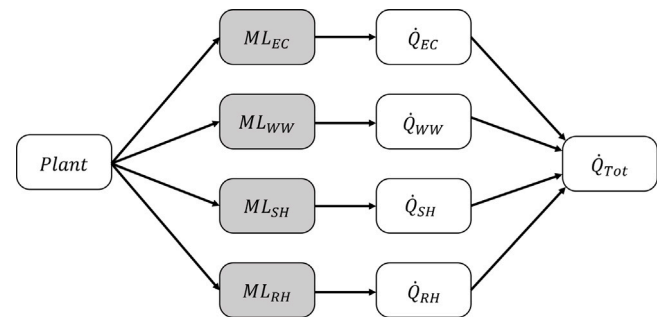 ML_EC
Q̇_EC
ML_WW
Q̇_WW
Plant
Q̇_Tot
ML_SH
Q̇_SH
ML_RH
Q̇_RH